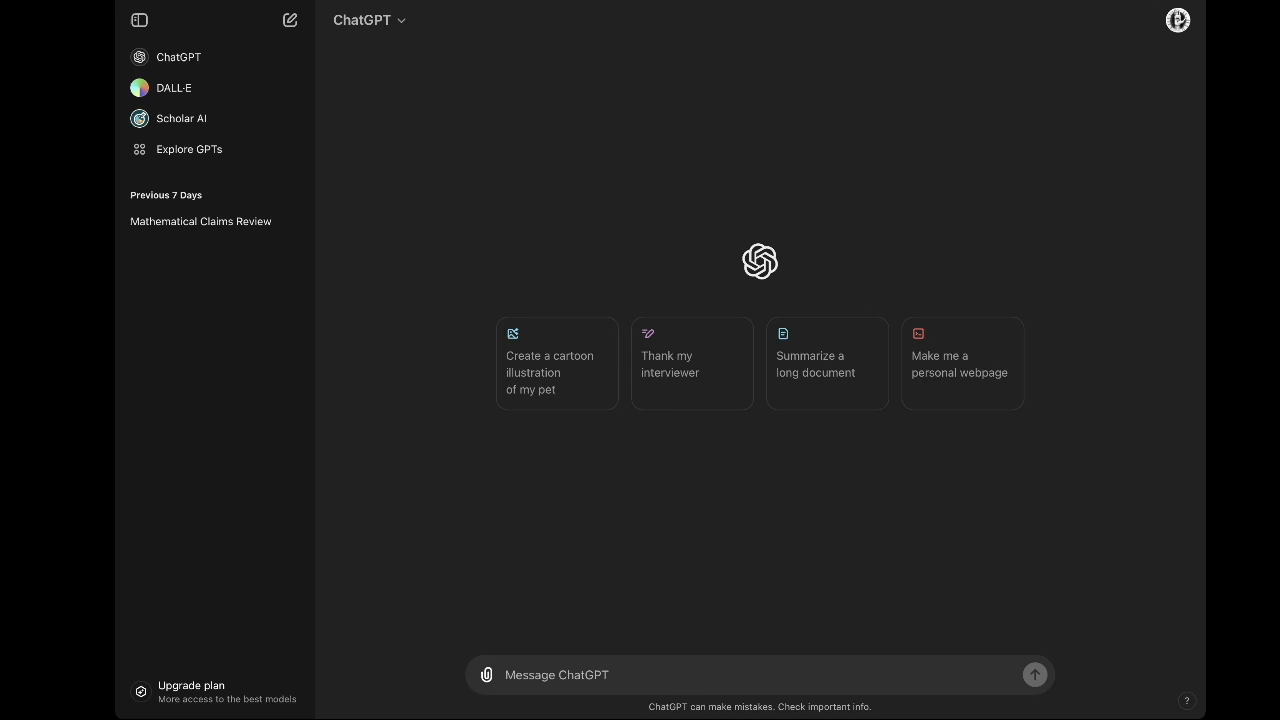 ChatGPT
ChatGPT
DALL·E
Scholar AI
Explore GPTs
Previous 7 Days
Mathematical Claims Review
Create a cartoon
illustration
of my pet
Thank my
interviewer
Summarize a
long document
Make me a
personal webpage
Upgrade plan
More access to the best models
Message ChatGPT
ChatGPT can make mistakes. Check important info.
?